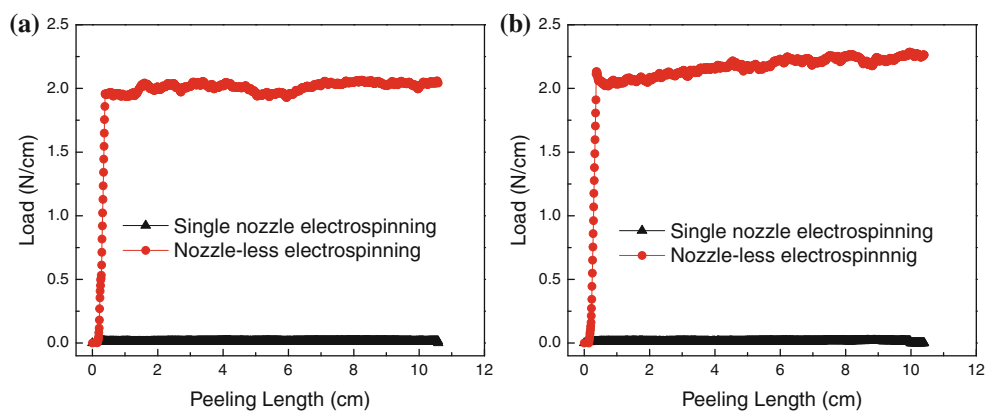 (a)
2.5
2.0
1.5
1.0
0.5
0.0
Load (N/cm)
Single nozzle electrospinning
Nozzle-less electrospinning
0 2 4 6 8 10 12
Peeling Length (cm)
(b)
2.5
2.0
1.5
1.0
0.5
0.0
Load (N/cm)
Single nozzle electrospinning
Nozzle-less electrospinnnig
0 2 4 6 8 10 12
Peeling Length (cm)